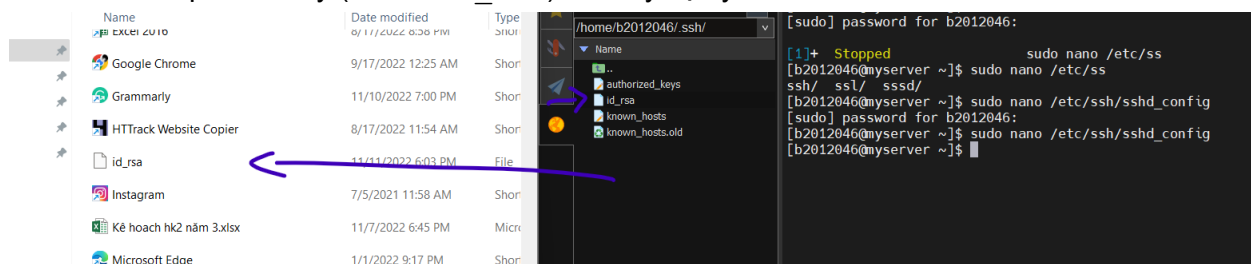 Name Date modified Type
Excel 2016 8/17/2022 8:58 PM
Google Chrome 9/17/2022 12:25 AM Shor
Grammarly 11/10/2022 7:00 PM Shor
HTTrack Website Copier 8/17/2022 11:54 AM Shor
id_rsa 11/11/2022 6:03 PM File
Instagram 7/5/2021 11:58 AM Shor
Kê hoach hk2 năm 3.xlsx 11/7/2022 6:45 PM Micr
Microsoft Edge 1/1/2022 9:17 PM Shor
/home/b2012046/.ssh/
Name
..
authorized_keys
id_rsa
known_hosts
known_hosts.old
[sudo] password for b2012046:
[1]+ Stopped sudo nano /etc/ss
[b2012046@myserver ~]$ sudo nano /etc/ss
ssh/ ssl/ sssd/
[b2012046@myserver ~]$ sudo nano /etc/ssh/sshd_config
[sudo] password for b2012046:
[b2012046@myserver ~]$ sudo nano /etc/ssh/sshd_config
[b2012046@myserver ~]$